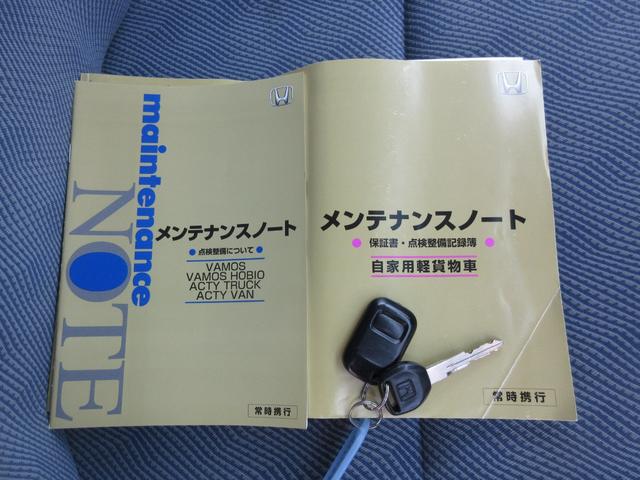 maintenance
NOTE
メンテナンスノート
点検整備について
VAMOS
VAMOS HOBIO
ACTY TRUCK
ACTY VAN
常時携行
メンテナンスノート
保証書・点検整備記録簿
自家用軽貨物車
常時携行